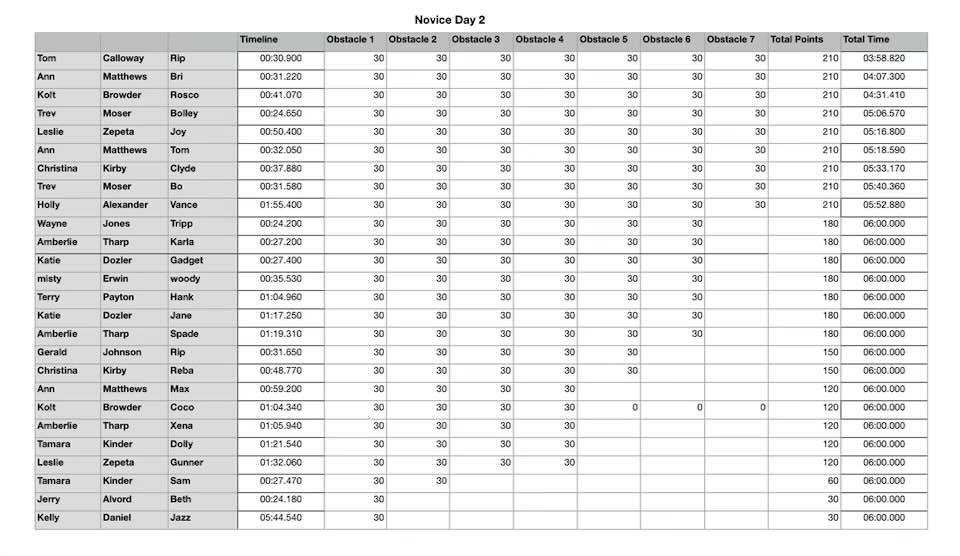 Novice Day 2
Timeline Obstacle 1 Obstacle 2 Obstacle 3 Obstacle 4 Obstacle 5 Obstacle 6 Obstacle 7 Total Points Total Time
Tom Calloway Rip 00:30.900 30 30 30 30 30 30 30 210 03:58.820
Ann Matthews Bri 00:31.220 30 30 30 30 30 30 30 210 04:07.300
Kolt Browder Rosco 00:41.070 30 30 30 30 30 30 30 210 04:31.410
Trev Moser Bolley 00:24.650 30 30 30 30 30 30 30 210 05:06.570
Leslie Zepeta Joy 00:50.400 30 30 30 30 30 30 30 210 05:16.800
Ann Matthews Tom 00:32.050 30 30 30 30 30 30 30 210 05:18.590
Christina Kirby Clyde 00:37.880 30 30 30 30 30 30 30 210 05:33.170
Trev Moser Bo 00:31.580 30 30 30 30 30 30 30 210 05:40.360
Holly Alexander Vance 01:55.400 30 30 30 30 30 30 30 210 05:52.880
Wayne Jones Tripp 00:24.200 30 30 30 30 30 30 180 06:00.000
Amberlie Tharp Karla 00:27.200 30 30 30 30 30 30 180 06:00.000
Katie Dozler Gadget 00:27.400 30 30 30 30 30 30 180 06:00.000
misty Erwin woody 00:35.530 30 30 30 30 30 30 180 06:00.000
Terry Payton Hank 01:04.960 30 30 30 30 30 30 180 06:00.000
Katie Dozler Jane 01:17.250 30 30 30 30 30 30 180 06:00.000
Amberlie Tharp Spade 01:19.310 30 30 30 30 30 30 180 06:00.000
Gerald Johnson Rip 00:31.650 30 30 30 30 30 150 06:00.000
Christina Kirby Reba 00:48.770 30 30 30 30 30 150 06:00.000
Ann Matthews Max 00:59.200 30 30 30 30 120 06:00.000
Kolt Browder Coco 01:04.340 30 30 30 30 0 0 0 120 06:00.000
Amberlie Tharp Xena 01:05.940 30 30 30 30 120 06:00.000
Tamara Kinder Dolly 01:21.540 30 30 30 30 120 06:00.000
Leslie Zepeta Gunner 01:32.060 30 30 30 30 120 06:00.000
Tamara Kinder Sam 00:27.470 30 30 60 06:00.000
Jerry Alvord Beth 00:24.180 30 30 06:00.000
Kelly Daniel Jazz 05:44.540 30 30 06:00.000